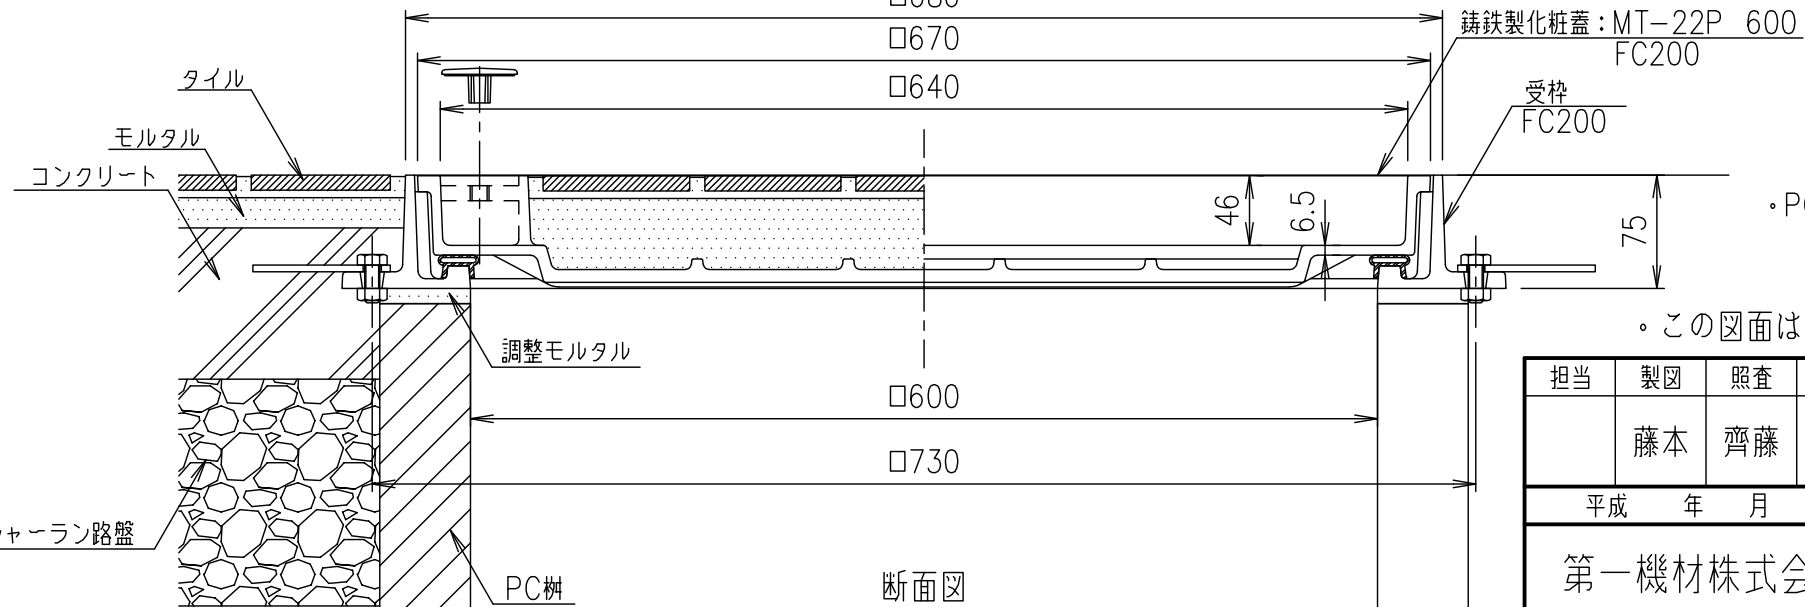 □670
□640
鋳鉄製化粧蓋：MT-22P 600
FC200
受枠
FC200
タイル
モルタル
コンクリート
46
6.5
75
調整モルタル
□600
□730
ャーラン路盤
PC桝
断面図
・この図面は
担当 製図 照査
藤本 齊藤
平成 年 月
第一機材株式会